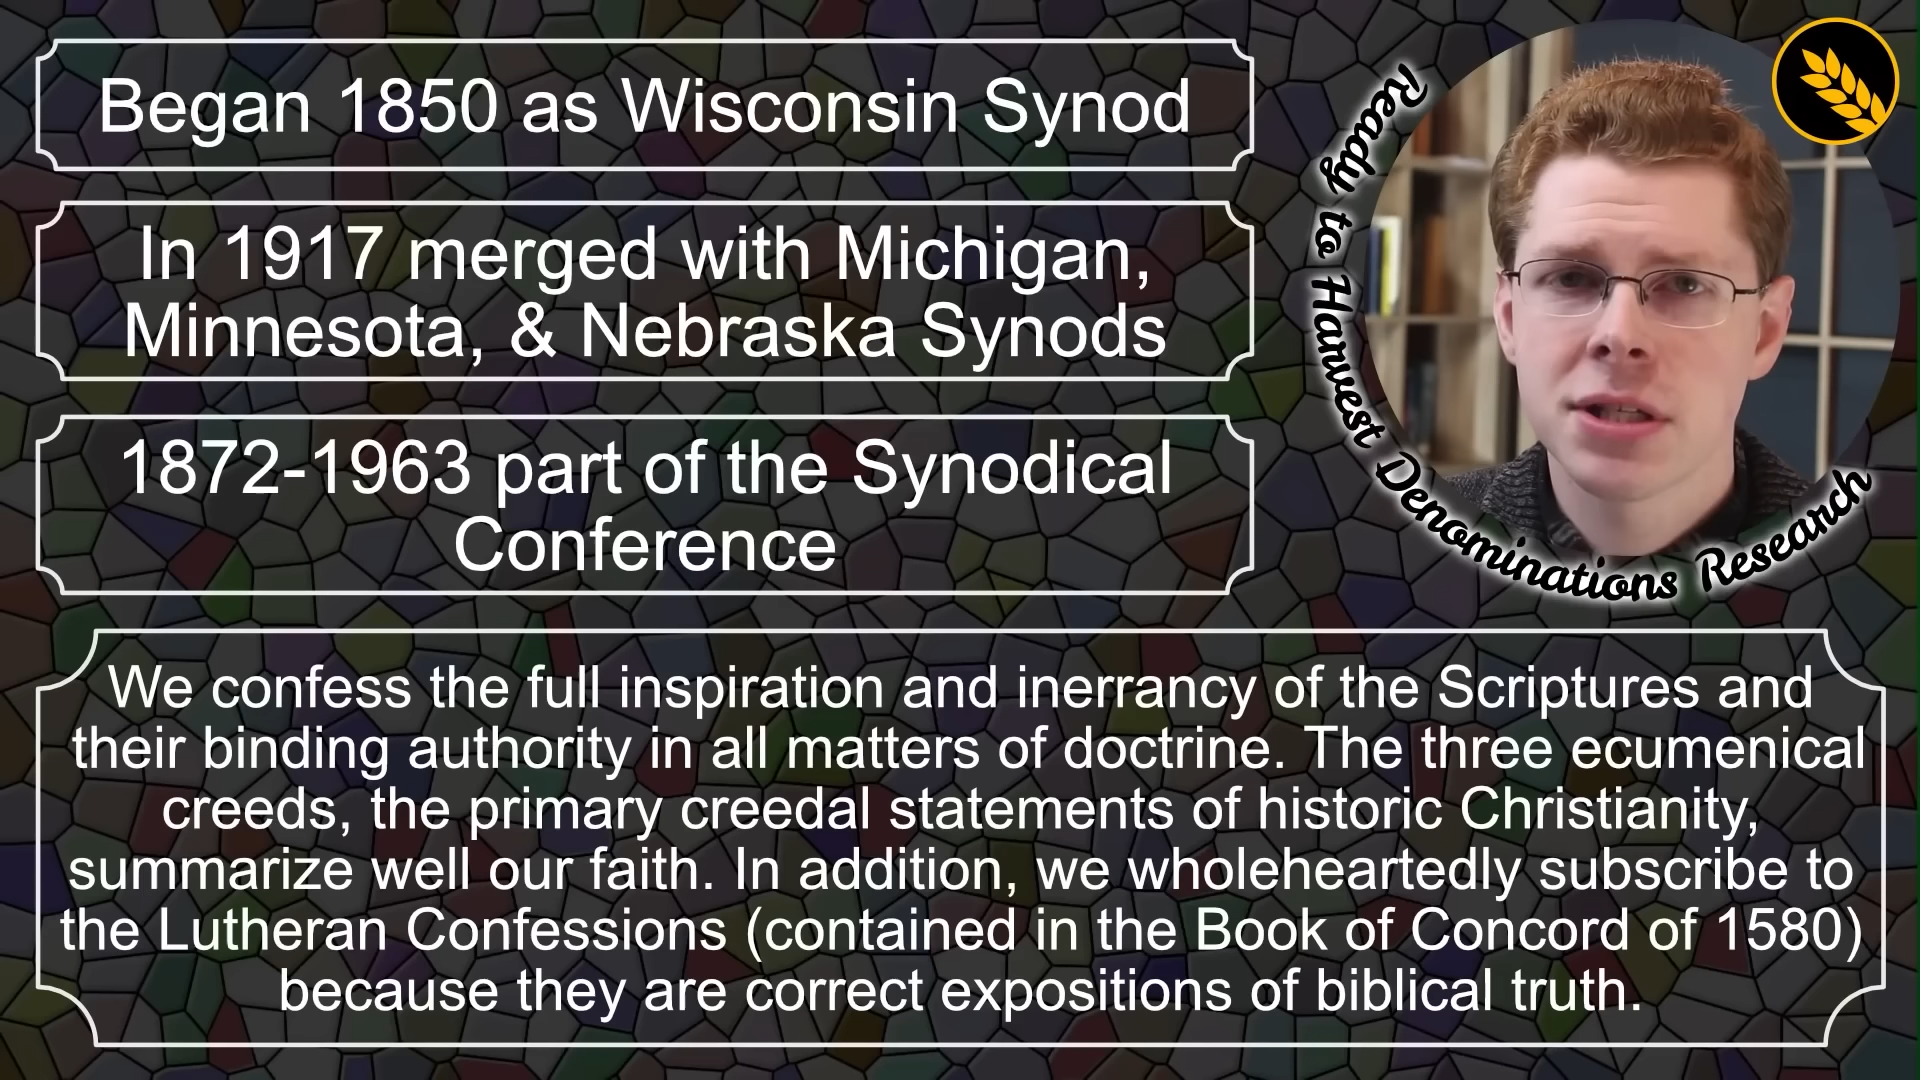 Began 1850 as Wisconsin Synod
In 1917 merged with Michigan,
Minnesota, & Nebraska Synods
1872-1963 part of the Synodical
Conference
Ready to Harvest Denominations Research
We confess the full inspiration and inerrancy of the Scriptures and
their binding authority in all matters of doctrine. The three ecumenical
creeds, the primary creedal statements of historic Christianity,
summarize well our faith. In addition, we wholeheartedly subscribe to
the Lutheran Confessions (contained in the Book of Concord of 1580)
because they are correct expositions of biblical truth.